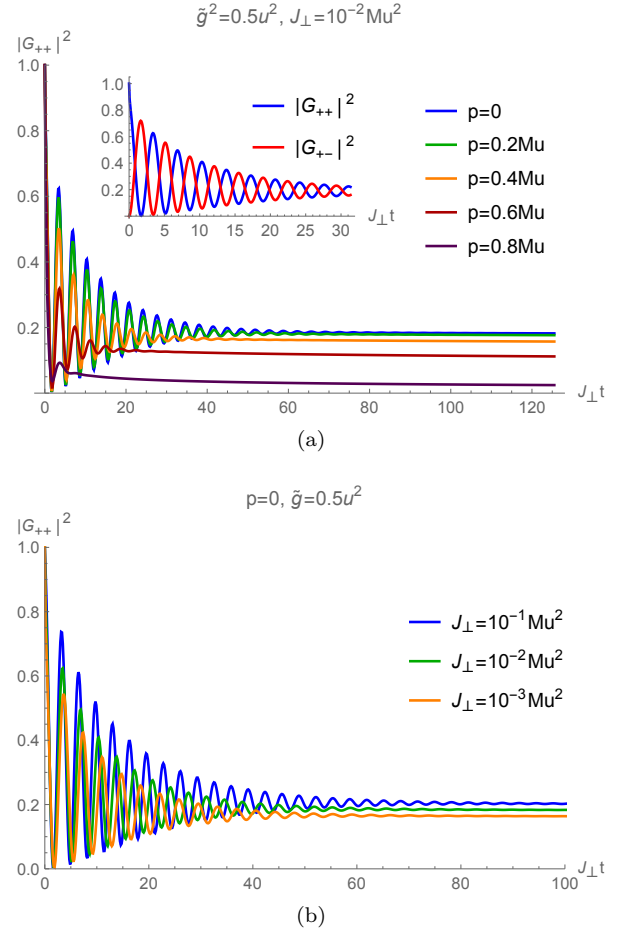 g̃²=0.5u², J⊥=10⁻²Mu²
|G₊₊|²
1.0
0.8
0.6
0.4
0.2
0 20 40 60 80 100 120
J⊥t
1.0
0.8
0.6
0.4
0.2
0 5 10 15 20 25 30
J⊥t
|G₊₊|²
|G₊₋|²
p=0
p=0.2Mu
p=0.4Mu
p=0.6Mu
p=0.8Mu
(a)
p=0, g̃=0.5u²
|G₊₊|²
1.0
0.8
0.6
0.4
0.2
0.0
0 20 40 60 80 100
J⊥t
J⊥=10⁻¹Mu²
J⊥=10⁻²Mu²
J⊥=10⁻³Mu²
(b)